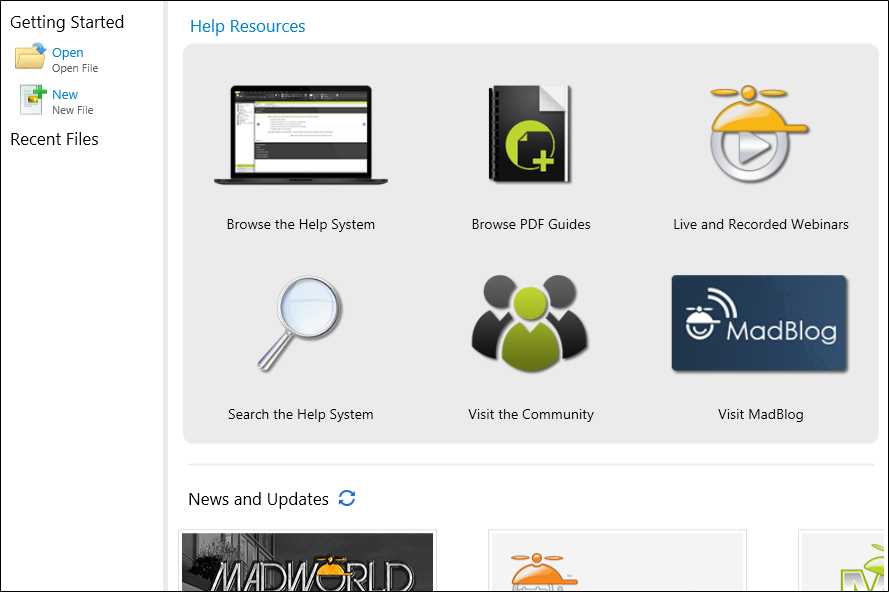 Getting Started
Open
Open File
New
New File
Recent Files
Help Resources
Browse the Help System
Browse PDF Guides
Live and Recorded Webinars
MadBlog
Search the Help System
Visit the Community
Visit MadBlog
News and Updates
MADWORLD